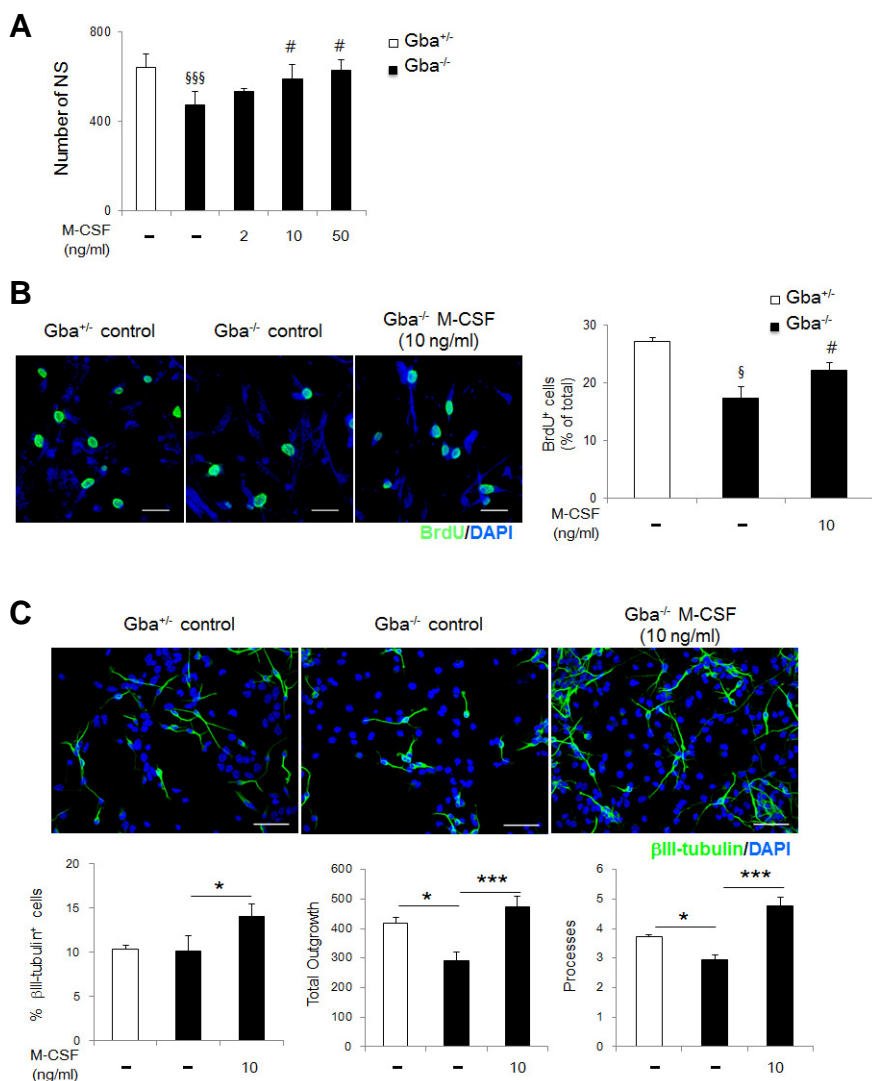 A
800
400
0
Number of NS
§§§
#
#
Gba+/-
Gba-/-
M-CSF
(ng/ml)
– – 2 10 50
B
Gba+/- control
Gba-/- control
Gba-/- M-CSF
(10 ng/ml)
BrdU/DAPI
Gba+/-
Gba-/-
30
20
10
0
BrdU+ cells
(% of total)
§
#
M-CSF
(ng/ml)
– – 10
C
Gba+/- control
Gba-/- control
Gba-/- M-CSF
(10 ng/ml)
βIII-tubulin/DAPI
20
15
10
5
0
% βIII-tubulin+ cells
*
M-CSF
(ng/ml)
– – 10
600
500
400
300
200
100
0
Total Outgrowth
*
***
– – 10
6
5
4
3
2
1
0
Processes
*
***
– – 10